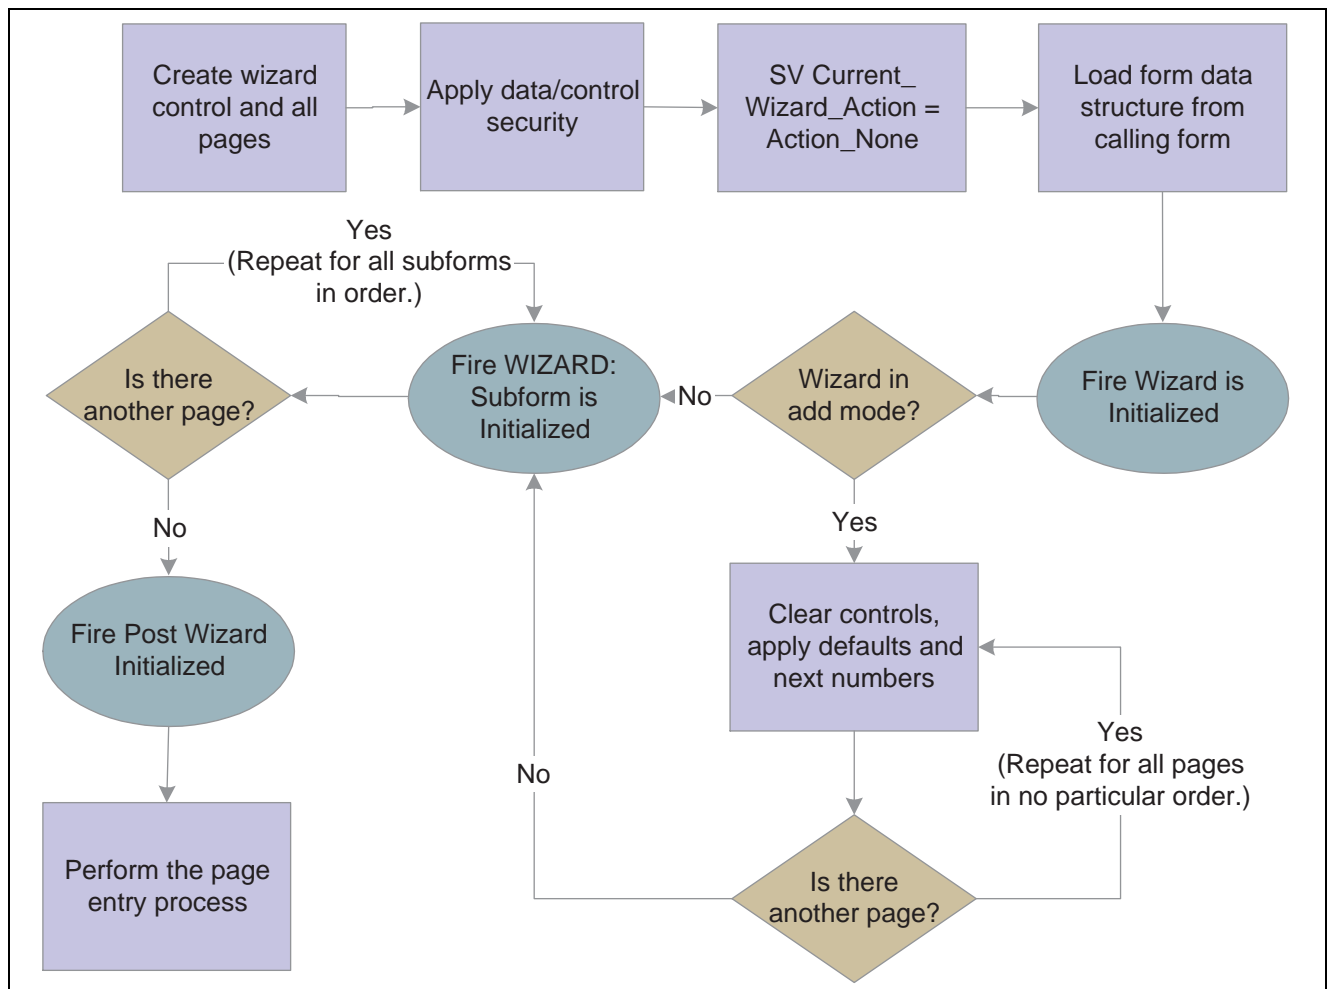 Create wizard
control and all
pages
Apply data/control
security
SV Current_
Wizard_Action =
Action_None
Load form data
structure from
calling form
Yes
(Repeat for all subforms
in order.)
Is there
another page?
Fire WIZARD:
Subform is
Initialized
No
Wizard in
add mode?
Fire Wizard is
Initialized
No
Yes
Fire Post Wizard
Initialized
Clear controls,
apply defaults and
next numbers
Yes
(Repeat for all pages
in no particular order.)
No
Perform the page
entry process
Is there
another page?